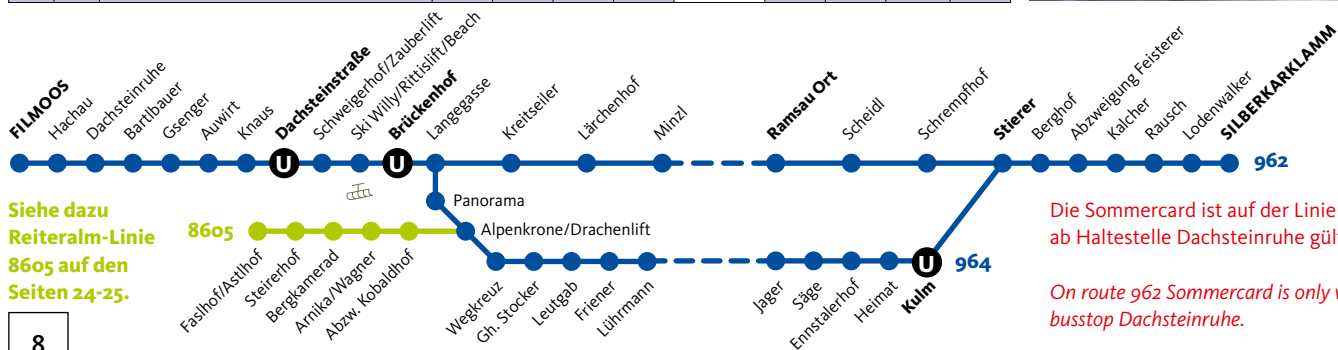 FILMOOS
Hachau
Dachsteinruhe
Bartlbauer
Gsenger
Auwirt
Knaus
Dachsteinstraße
Schweigerhof/Zauberlift
Ski Willy/Rittislift/Beach
Brückenhof
Langegasse
Kreitseiler
Lärchenhof
Minzl
Ramsau Ort
Scheidl
Schrempfhof
Stierer
Berghof
Abzweigung Feisterer
Kalcher
Rausch
Lodenwalker
SILBERKARKLAMM
U
U
962
Panorama
Alpenkrone/Drachenlift
Siehe dazu
Reiteralm-Linie
8605 auf den
Seiten 24-25.
8605
Faslhof/Astlhof
Steirerhof
Bergkamerad
Arnika/Wagner
Abzw. Kobaldhof
Wegkreuz
Gh. Stocker
Leutgab
Friener
Lührmann
Jager
Säge
Ennstalerhof
Heimat
U
Kulm
964
Die Sommercard ist auf der Linie
ab Haltestelle Dachsteinruhe
On route 962 Sommercard is only
busstop Dachsteinruhe.
8